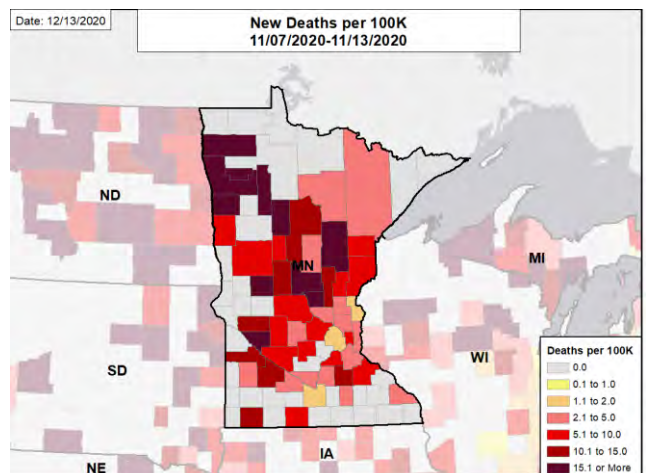 Date: 12/13/2020
New Deaths per 100K
11/07/2020-11/13/2020
ND
MN
MI
SD
WI
NE
IA
Deaths per 100K
0.0
0.1 to 1.0
1.1 to 2.0
2.1 to 5.0
5.1 to 10.0
10.1 to 15.0
15.1 or More